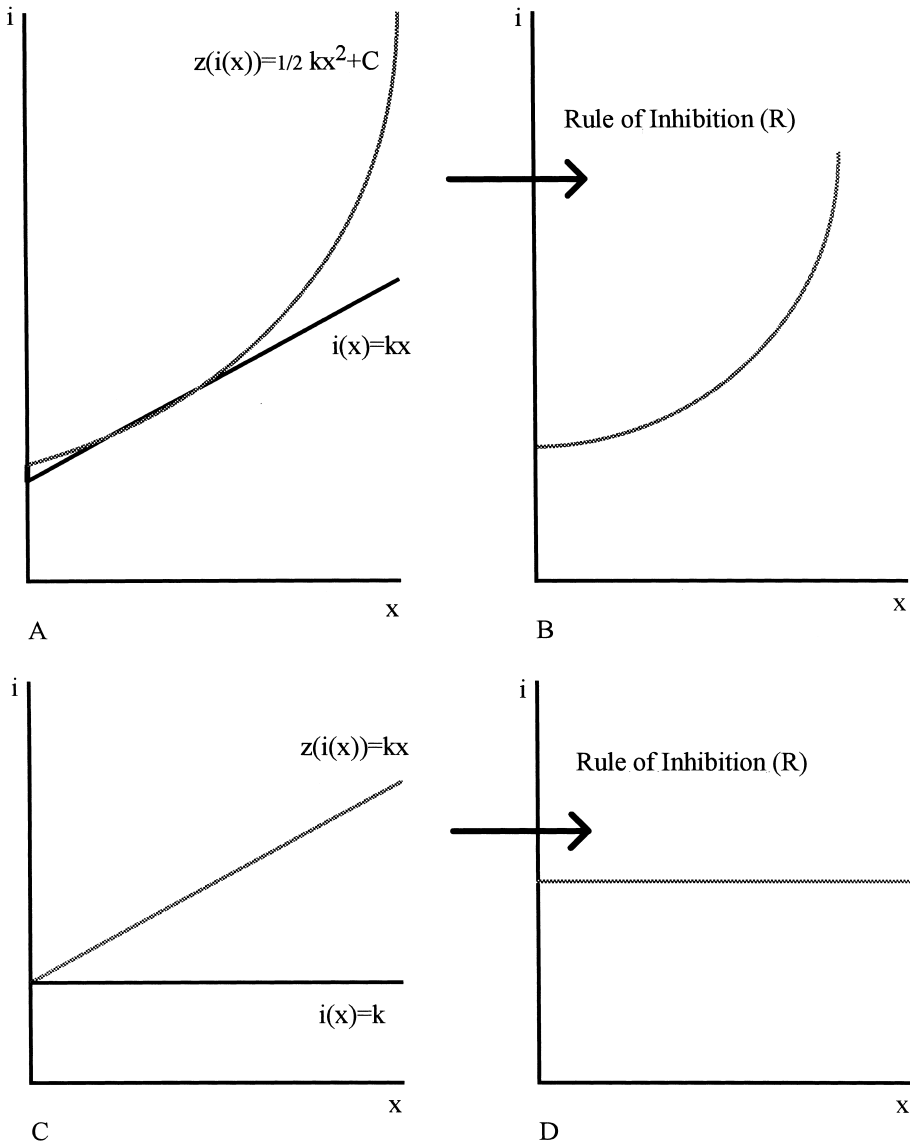 i
z(i(x))=1/2 kx²+C
i(x)=kx
x
A
i
Rule of Inhibition (R)
x
B
i
z(i(x))=kx
i(x)=k
x
C
i
Rule of Inhibition (R)
x
D